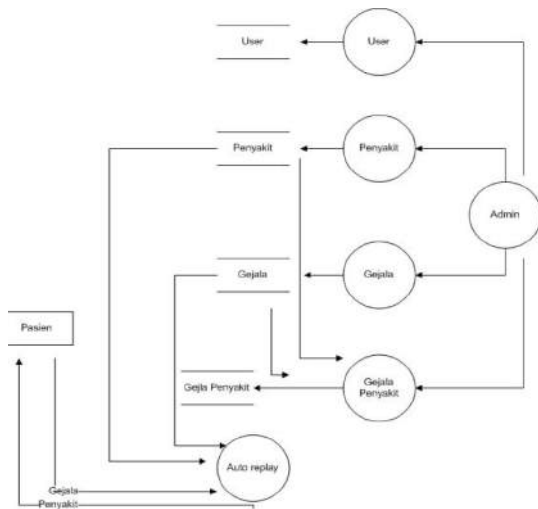 User
User
Penyakit
Penyakit
Admin
Gejala
Gejala
Pasien
Gejla Penyakit
Gejala
Penyakit
Auto replay
Gejala
Penyakit